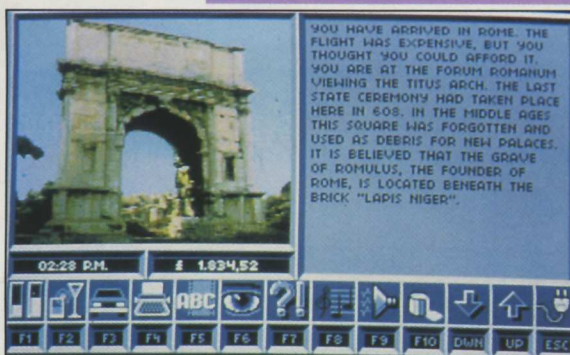 YOU HAVE ARRIVED IN ROME. THE
FLIGHT WAS EXPENSIVE, BUT YOU
THOUGHT YOU COULD AFFORD IT.
YOU ARE AT THE FORUM ROMANUM
VIEWING THE TITUS ARCH. THE LAST
STATE CEREMONY HAD TAKEN PLACE
HERE IN 608. IN THE MIDDLE AGES
THIS SQUARE WAS FORGOTTEN AND
USED AS DEBRIS FOR NEW PALACES.
IT IS BELIEVED THAT THE GRAVE
OF ROMULUS, THE FOUNDER OF
ROME, IS LOCATED BENEATH THE
BRICK "LAPIS NIGER".
02:28 P.M. £ 1.834,52
ABC ?!
F1 F2 F3 F4 F5 F6 F7 F8 F9 F10 DWN UP ESC